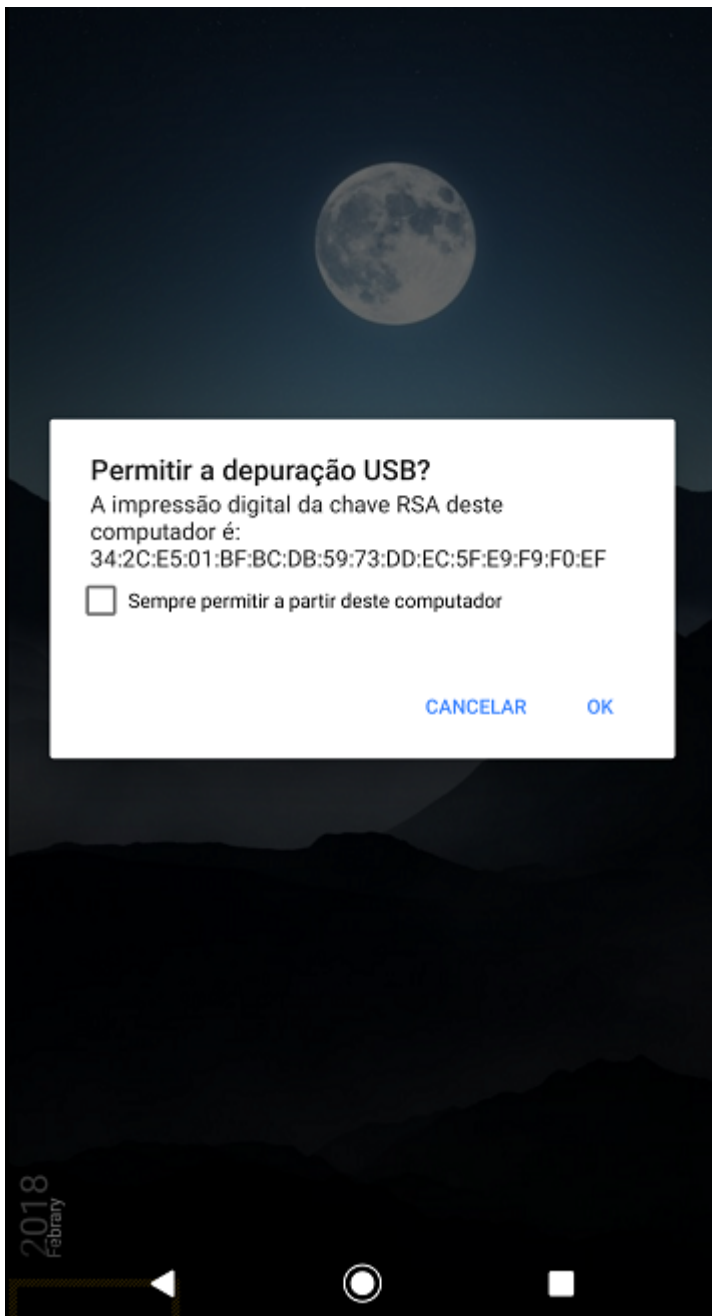 Permitir a depuração USB?
A impressão digital da chave RSA deste
computador é:
34:2C:E5:01:BF:BC:DB:59:73:DD:EC:5F:E9:F9:F0:EF
Sempre permitir a partir deste computador
CANCELAR OK
2018
Febrary